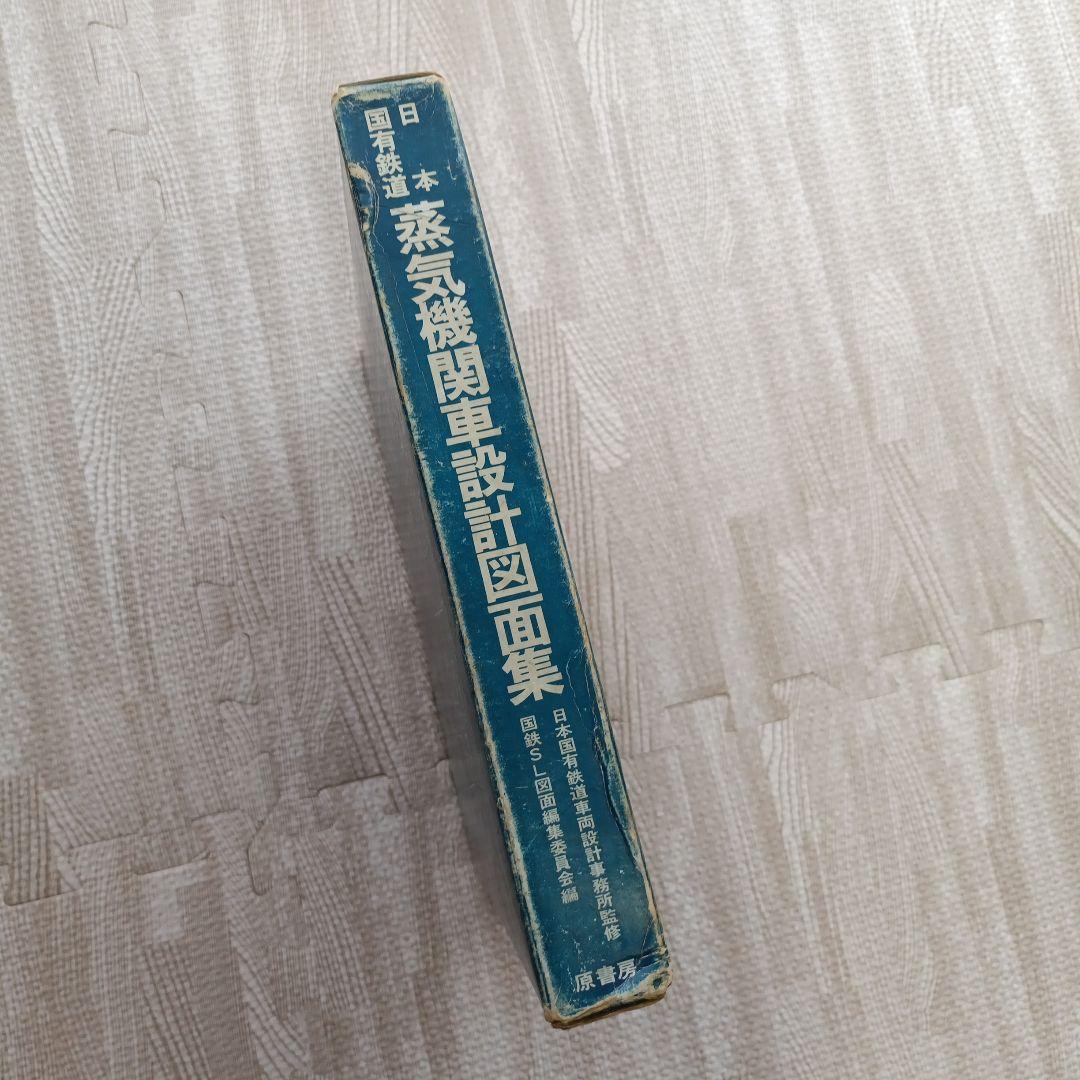 日本
国有鉄道
蒸気機関車設計図面集
日本国有鉄道車両設計事務所監修
国鉄SL図面編集委員会編
原書房